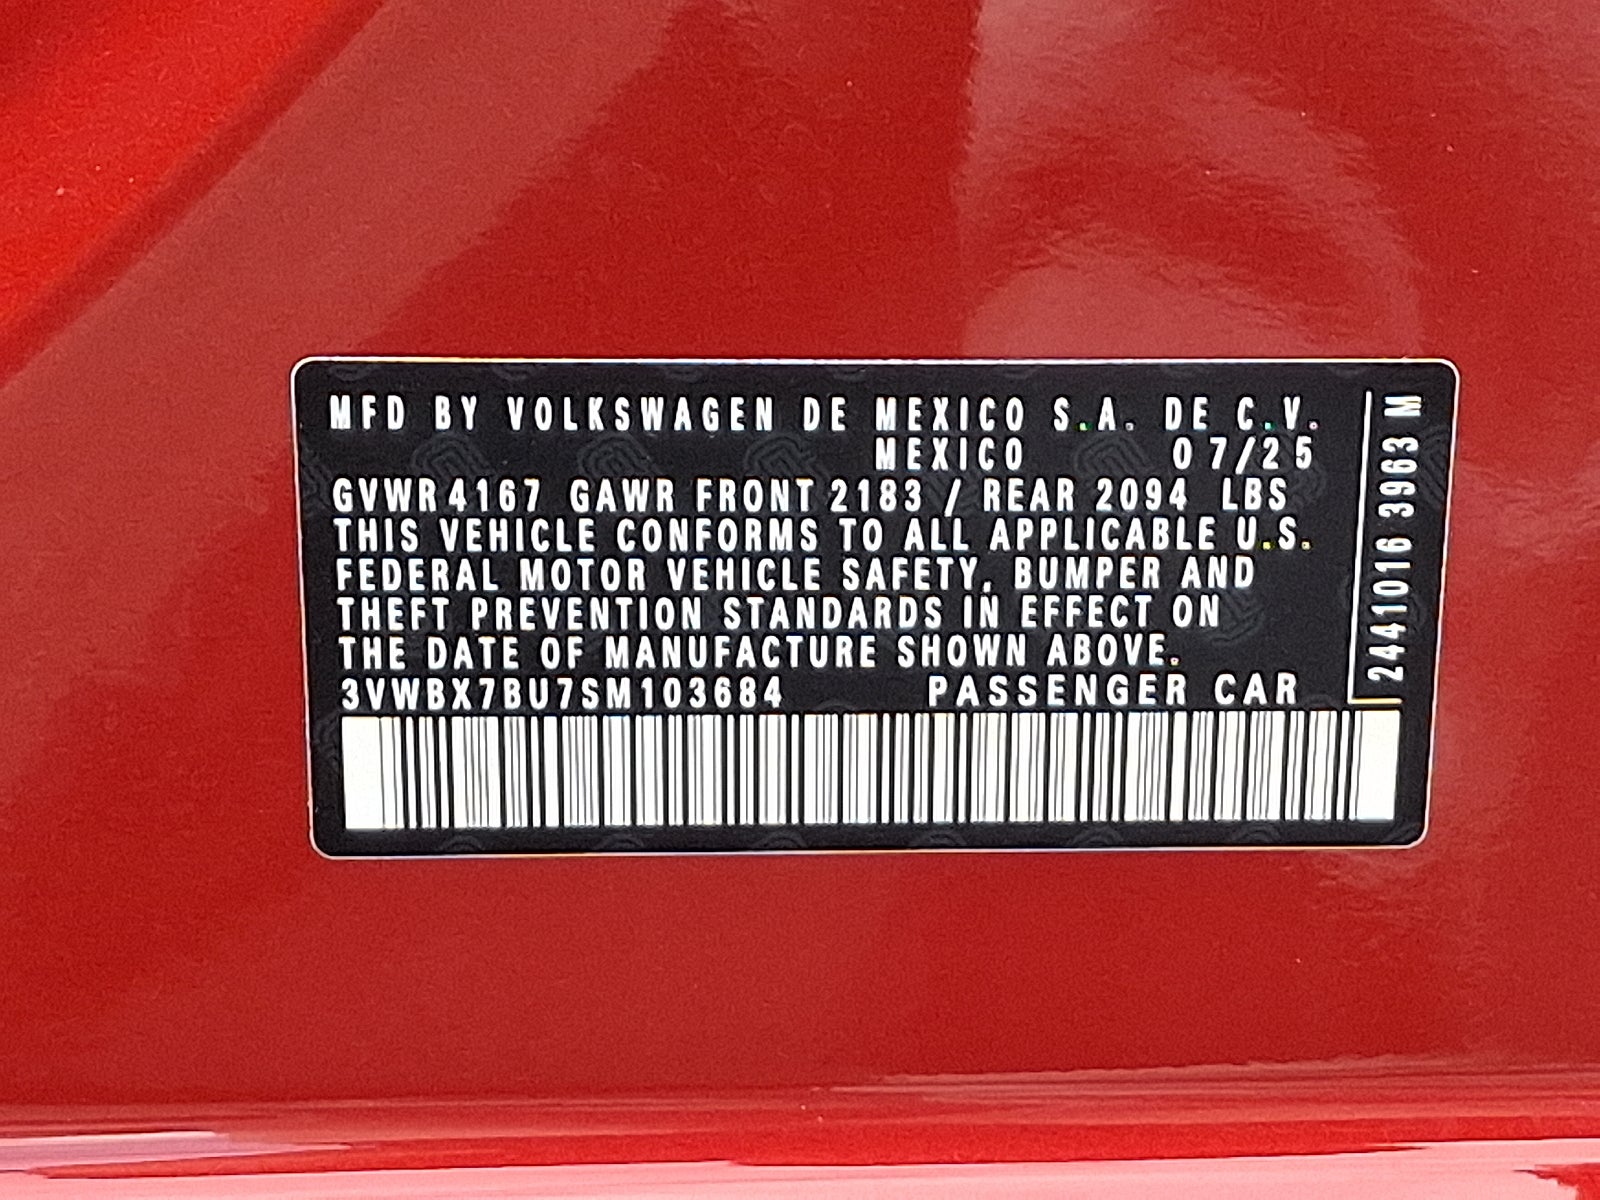 MFD BY VOLKSWAGEN DE MEXICO S.A. DE C.V.
MEXICO 07/25
GVWR 4167 GAWR FRONT 2183 / REAR 2094 LBS
THIS VEHICLE CONFORMS TO ALL APPLICABLE U.S.
FEDERAL MOTOR VEHICLE SAFETY, BUMPER AND
THEFT PREVENTION STANDARDS IN EFFECT ON
THE DATE OF MANUFACTURE SHOWN ABOVE.
3VWBX7BU7SM103684 PASSENGER CAR
2441016 3963 M